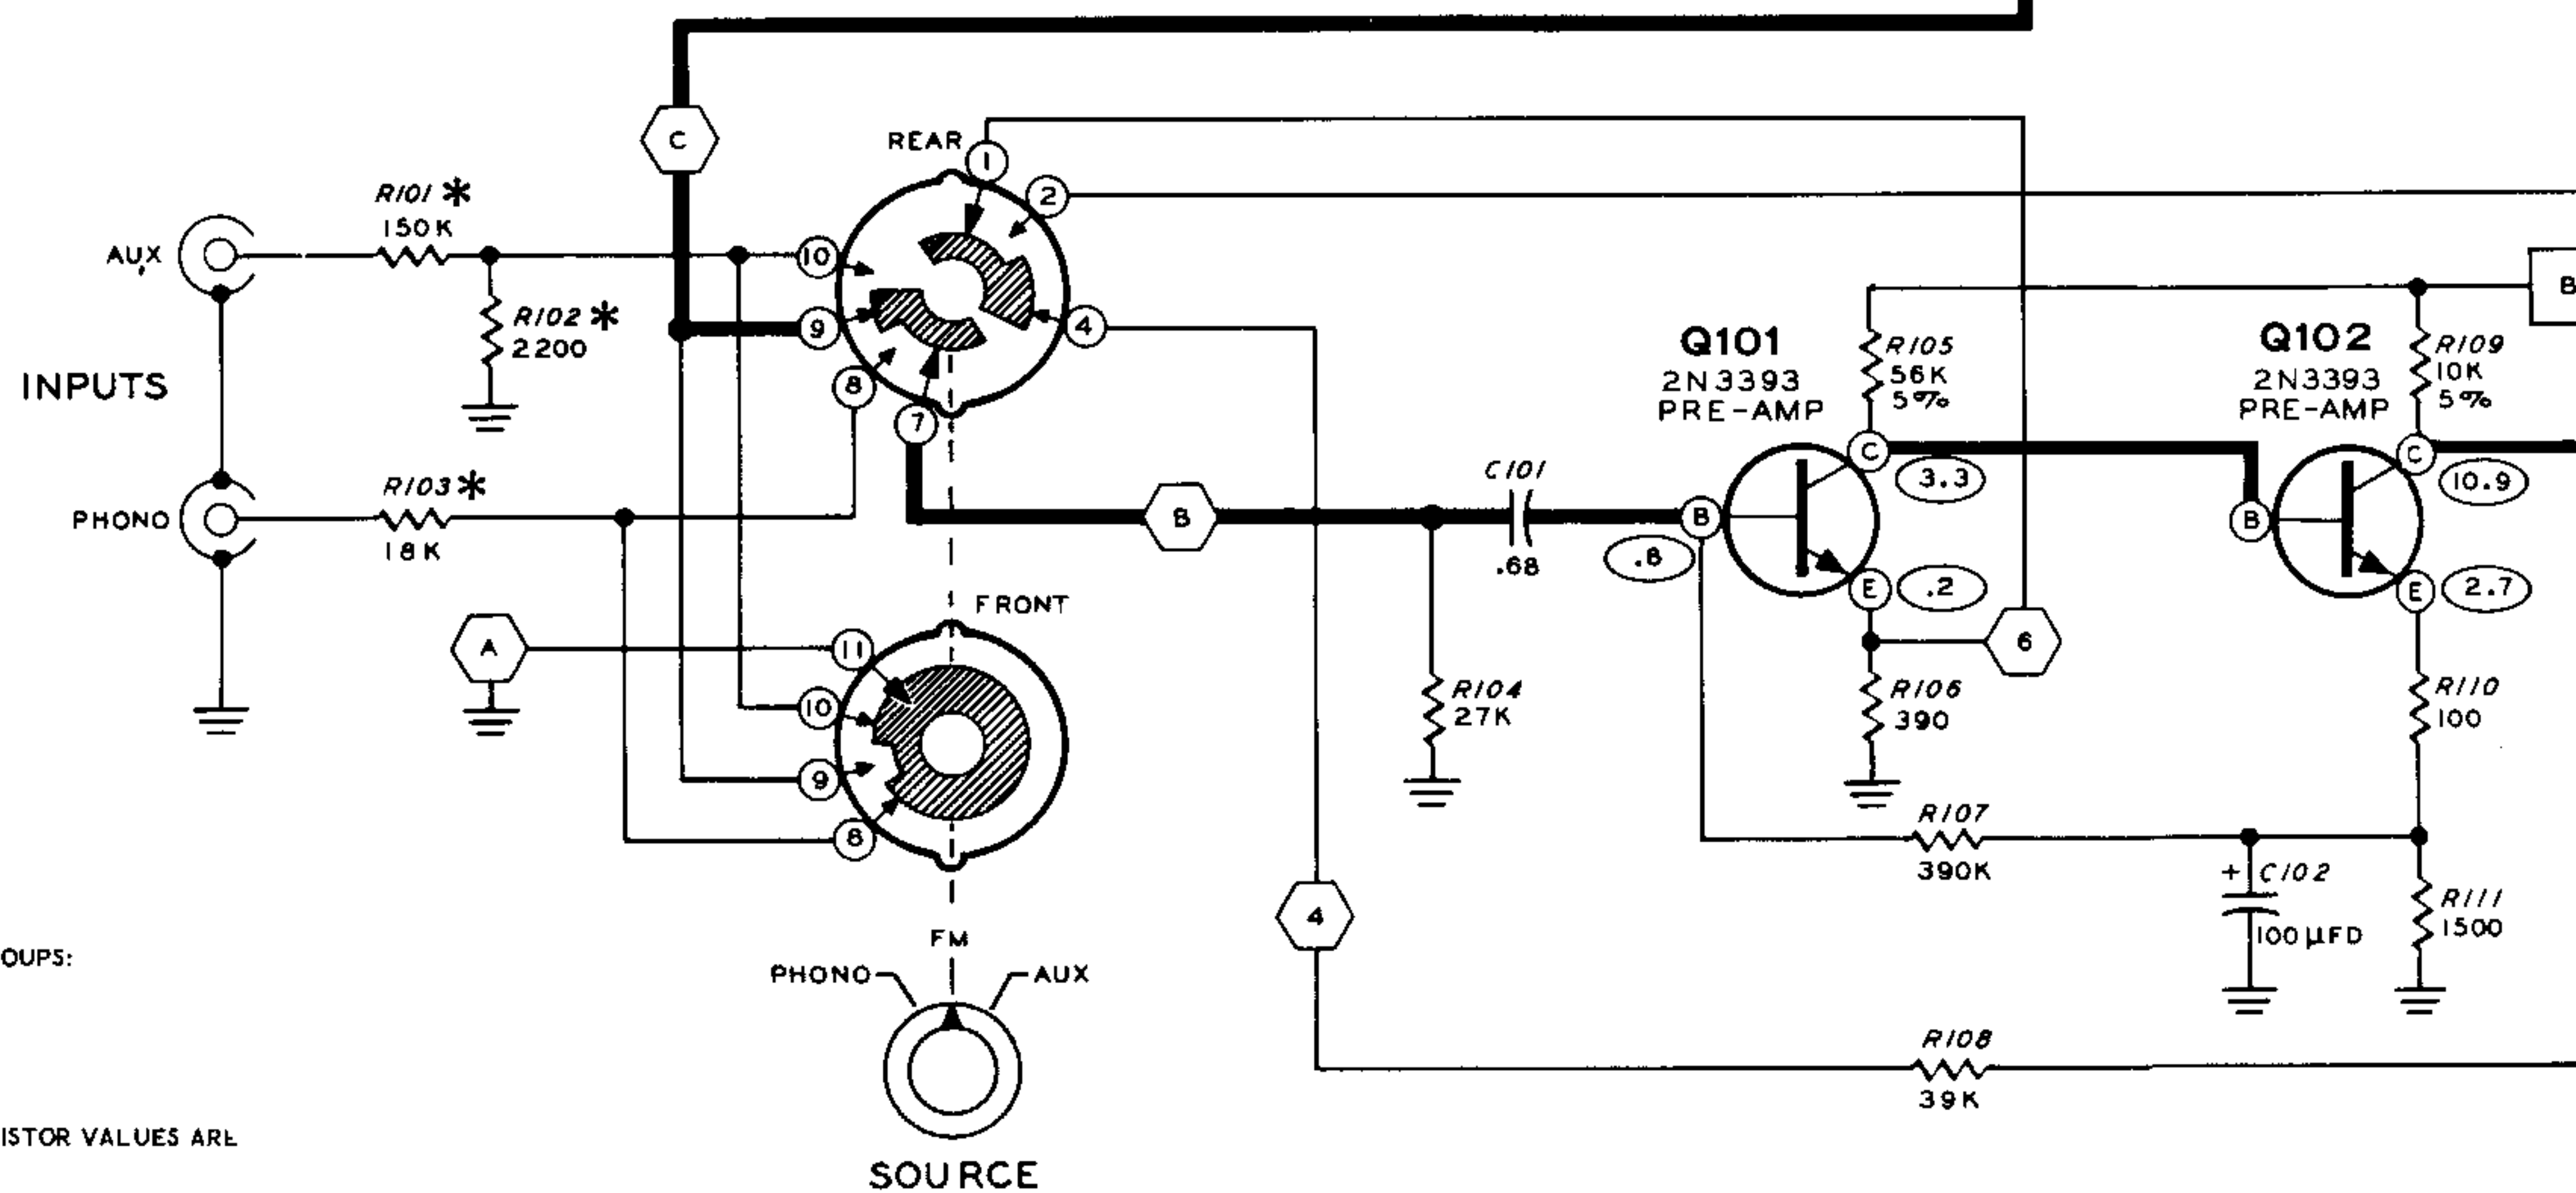 C
REAR
1
2
R101 *
150K
AUX
10
R102 *
2200
9
4
INPUTS
8
7
Q101
2N3393
PRE-AMP
R105
56K
5%
Q102
2N3393
PRE-AMP
R109
10K
5%
B
C
3.3
C
10.9
R103 *
PHONO
18K
B
C101
.68
B
.8
E
.2
B
E
2.7
FRONT
A
11
10
9
8
6
R104
27K
R106
390
R110
100
R107
390K
+ C102
100 µFD
R111
1500
4
OUPS:
FM
PHONO
AUX
R108
39K
ISTOR VALUES ARE
SOURCE